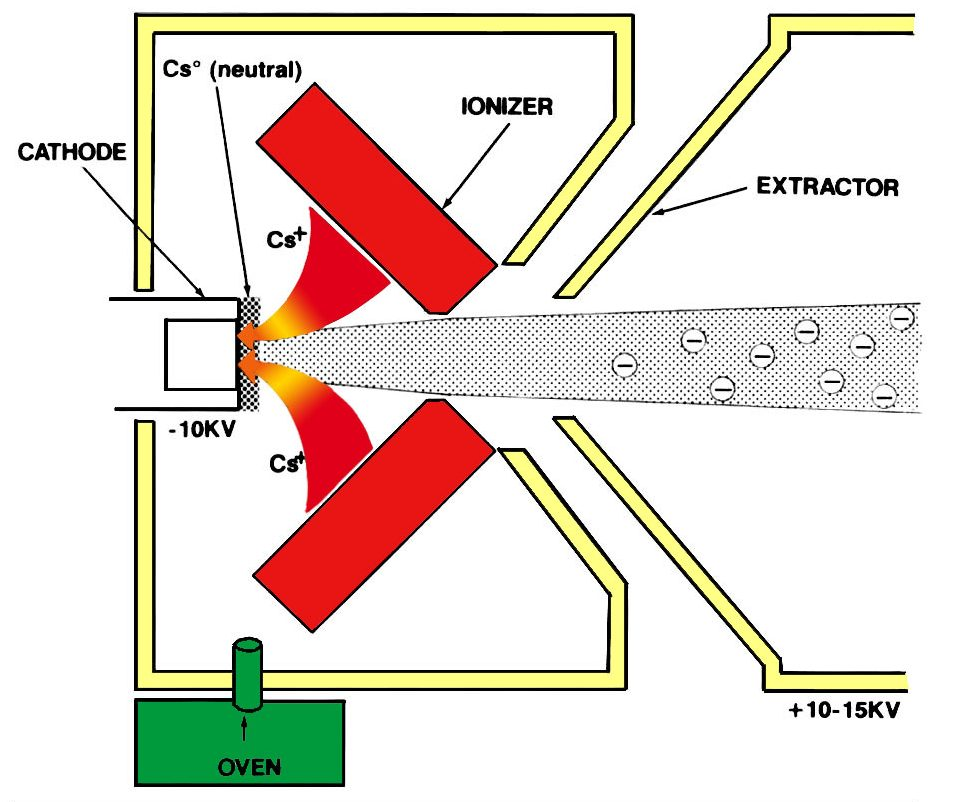 Cs° (neutral)
IONIZER
CATHODE
EXTRACTOR
Cs+
-10KV
Cs+
+10-15KV
OVEN